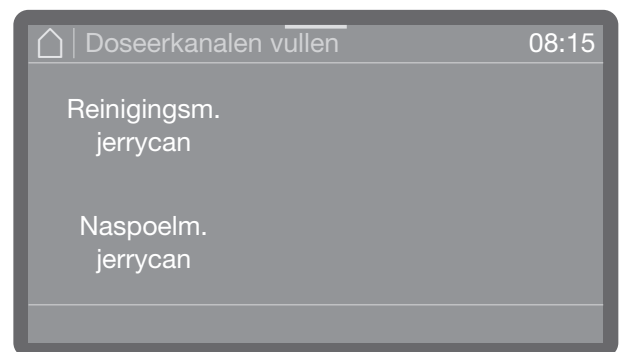 Doseerkanalen vullen 08:15
Reinigingsm.
jerrycan
Naspoelm.
jerrycan